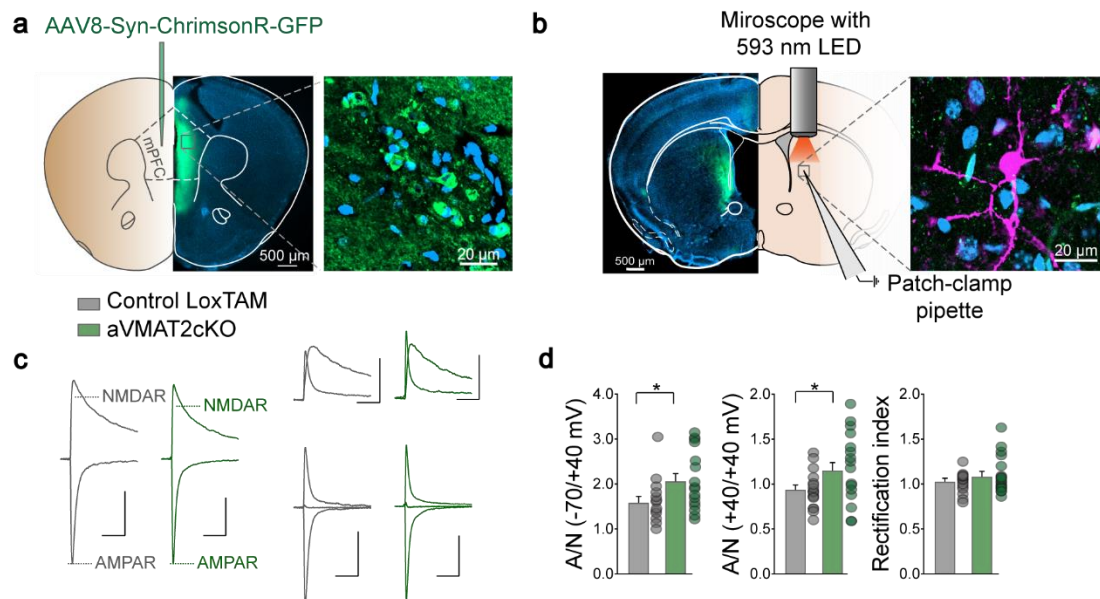 a
AAV8-Syn-ChrimsonR-GFP
mPFC
500 µm
20 µm
b
Miroscope with
593 nm LED
500 µm
20 µm
Patch-clamp
pipette
Control LoxTAM
aVMAT2cKO
c
NMDAR
NMDAR
AMPAR
AMPAR
d
A/N (-70/+40 mV)
4.0
3.0
2.0
1.0
0.0
*
A/N (+40/+40 mV)
2.0
1.5
1.0
0.5
0.0
*
Rectification index
2.0
1.5
1.0
0.5
0.0